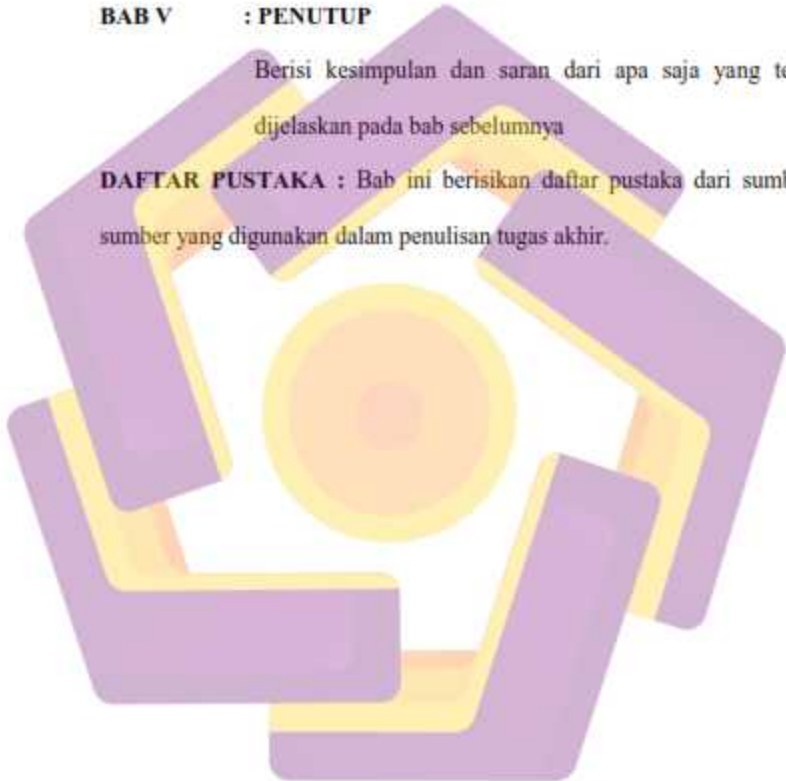 BAB V : PENUTUP
Berisi kesimpulan dan saran dari apa saja yang
dijelaskan pada bab sebelumnya
DAFTAR PUSTAKA : Bab ini berisikan daftar pustaka dari
sumber yang digunakan dalam penulisan tugas akhir.